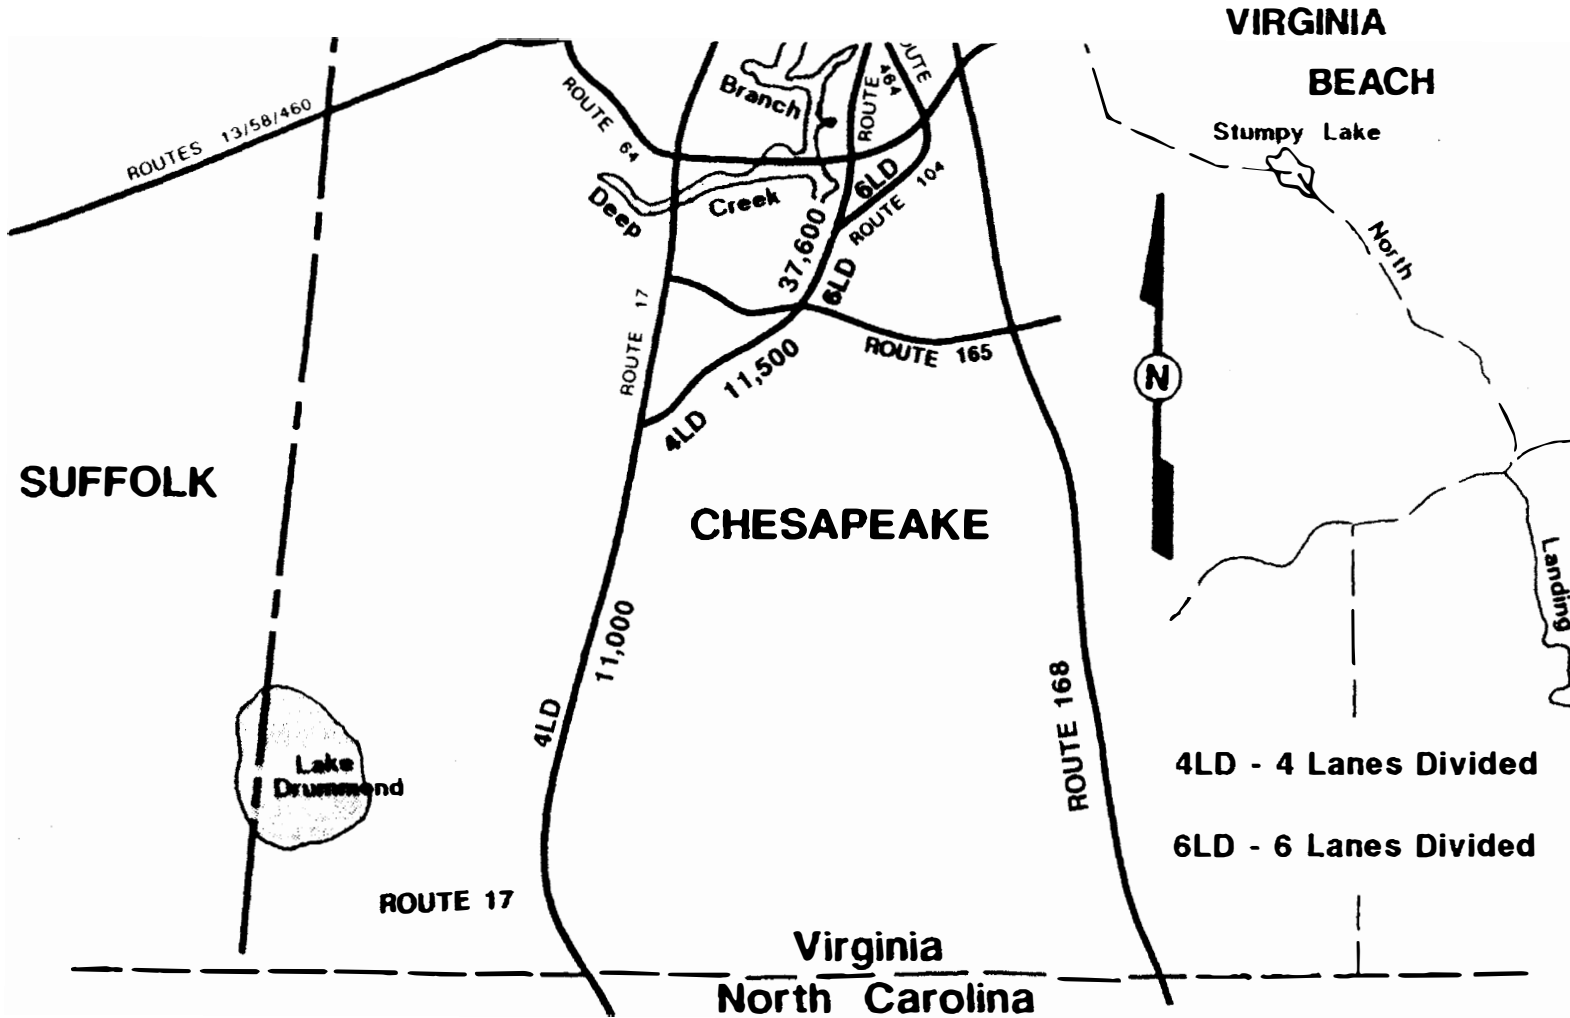 VIRGINIA
BEACH
Stumpy Lake
ROUTES 13/58/460
ROUTE 64
Branch
ROUTE
464
Deep
Creek
6LD
ROUTE 104
37,600
6LD
North
ROUTE 17
ROUTE 165
11,500
4LD
N
SUFFOLK
CHESAPEAKE
Landing
11,000
4LD
ROUTE 168
Lake
Drummond
4LD - 4 Lanes Divided
6LD - 6 Lanes Divided
ROUTE 17
Virginia
North Carolina